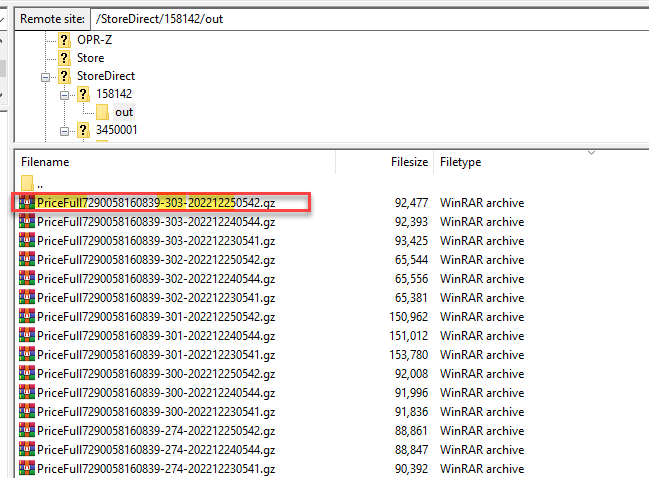 Remote site: /StoreDirect/158142/out
OPR-Z
Store
StoreDirect
158142
out
3450001
Filename Filesize Filetype
..
PriceFull7290058160839-303-202212250542.gz 92,477 WinRAR archive
PriceFull7290058160839-303-202212240544.gz 92,393 WinRAR archive
PriceFull7290058160839-303-202212230541.gz 93,425 WinRAR archive
PriceFull7290058160839-302-202212250542.gz 65,544 WinRAR archive
PriceFull7290058160839-302-202212240544.gz 65,556 WinRAR archive
PriceFull7290058160839-302-202212230541.gz 65,381 WinRAR archive
PriceFull7290058160839-301-202212250542.gz 150,962 WinRAR archive
PriceFull7290058160839-301-202212240544.gz 151,012 WinRAR archive
PriceFull7290058160839-301-202212230541.gz 153,780 WinRAR archive
PriceFull7290058160839-300-202212250542.gz 92,008 WinRAR archive
PriceFull7290058160839-300-202212240544.gz 91,996 WinRAR archive
PriceFull7290058160839-300-202212230541.gz 91,836 WinRAR archive
PriceFull7290058160839-274-202212250542.gz 88,861 WinRAR archive
PriceFull7290058160839-274-202212240544.gz 88,847 WinRAR archive
PriceFull7290058160839-274-202212230541.gz 90,392 WinRAR archive